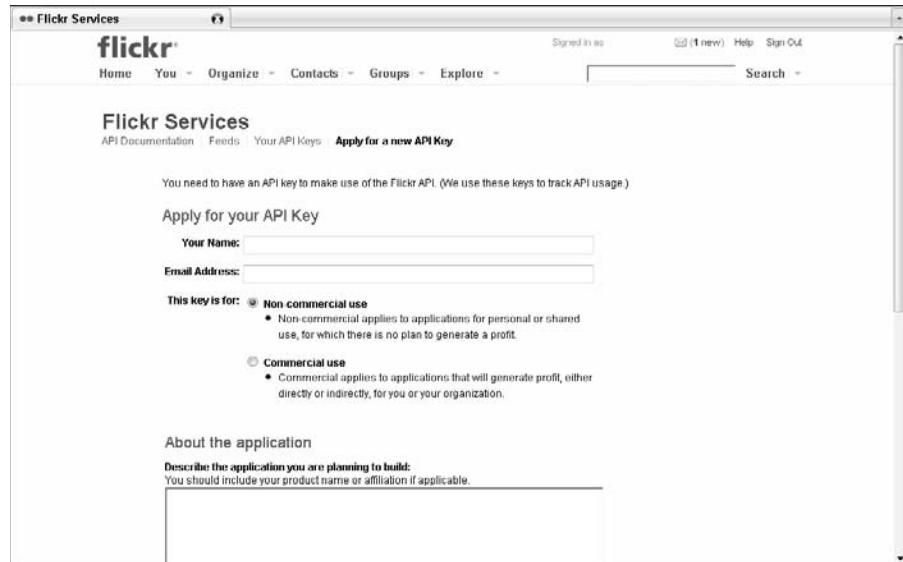 Flickr Services
flickr
Signed in as
(1 new) Help Sign Out
Home You Organize Contacts Groups Explore Search
Flickr Services
API Documentation Feeds Your API Keys Apply for a new API Key
You need to have an API key to make use of the Flickr API. (We use these keys to track API usage.)
Apply for your API Key
Your Name:
Email Address:
This key is for: Non-commercial use
• Non-commercial applies to applications for personal or shared
use, for which there is no plan to generate a profit.
Commercial use
• Commercial applies to applications that will generate profit, either
directly or indirectly, for you or your organization.
About the application
Describe the application you are planning to build:
You should include your product name or affiliation if applicable.